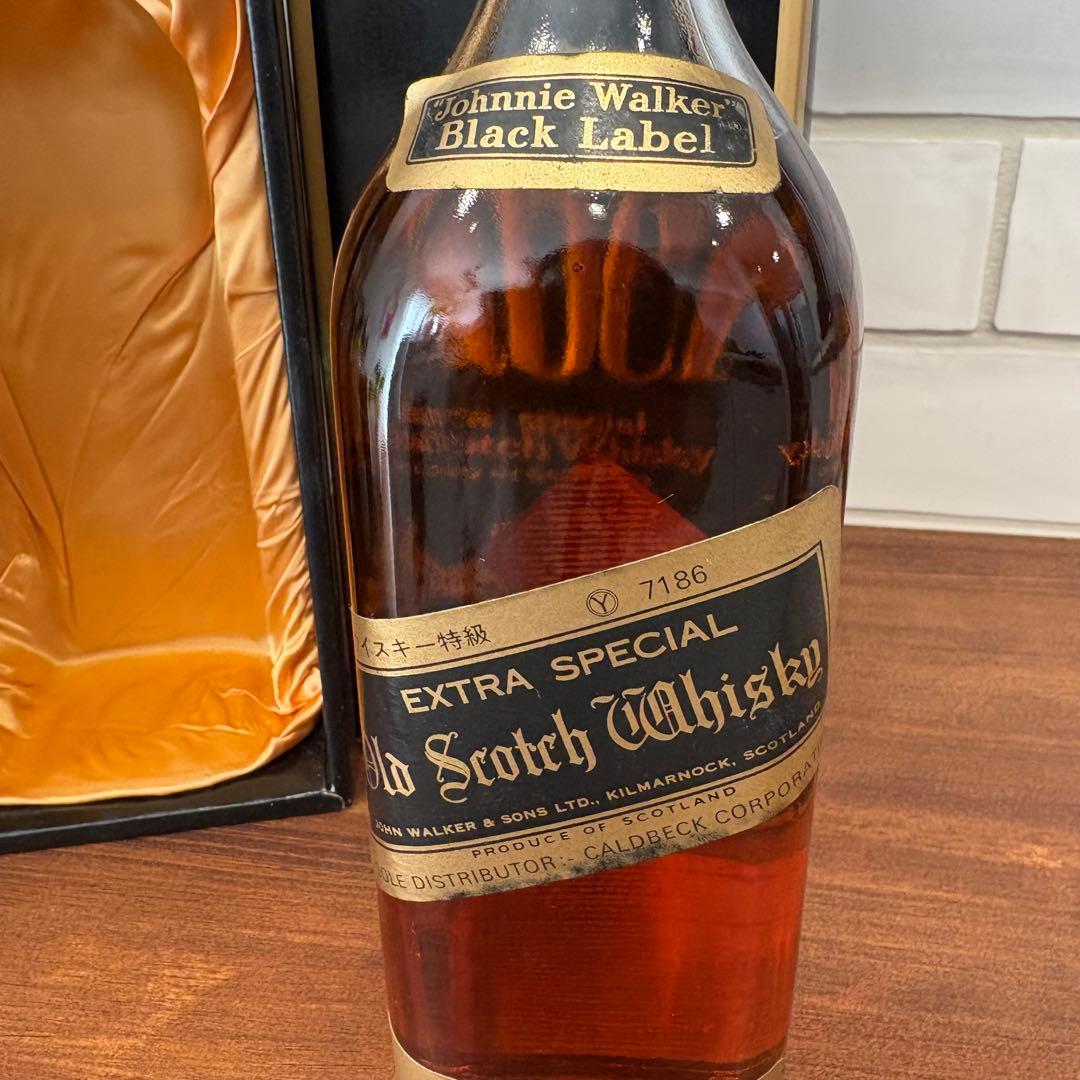 "Johnnie Walker"
Black Label
イスキー特級
Ⓨ 7186
EXTRA SPECIAL
Old Scotch Whisky
JOHN WALKER & SONS LTD., KILMARNOCK, SCOTLAND
PRODUCE OF SCOTLAND
SOLE DISTRIBUTOR:- CALDBECK CORPORATI